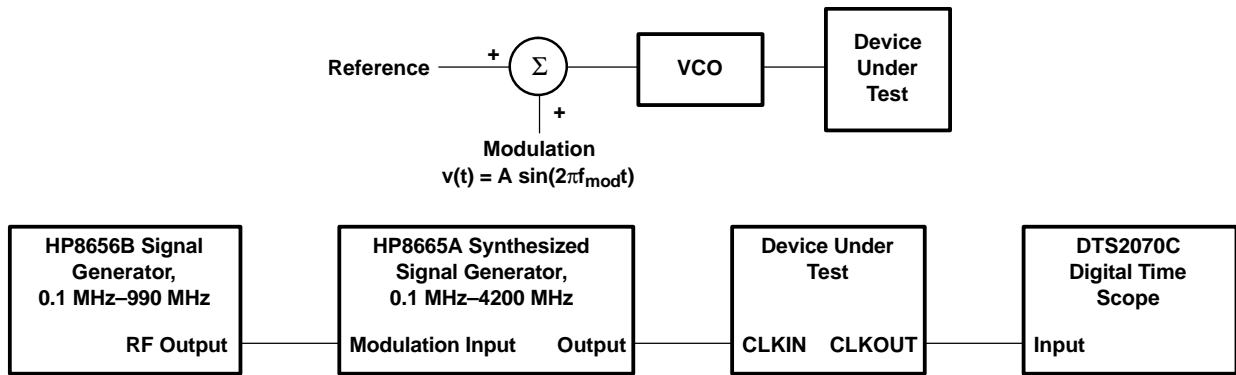 Reference
+
Σ
+
Modulation
v(t) = A sin(2πfmodt)
VCO
Device
Under
Test
HP8656B Signal
Generator,
0.1 MHz–990 MHz
RF Output
HP8665A Synthesized
Signal Generator,
0.1 MHz–4200 MHz
Modulation Input Output
Device Under
Test
CLKIN CLKOUT
DTS2070C
Digital Time
Scope
Input